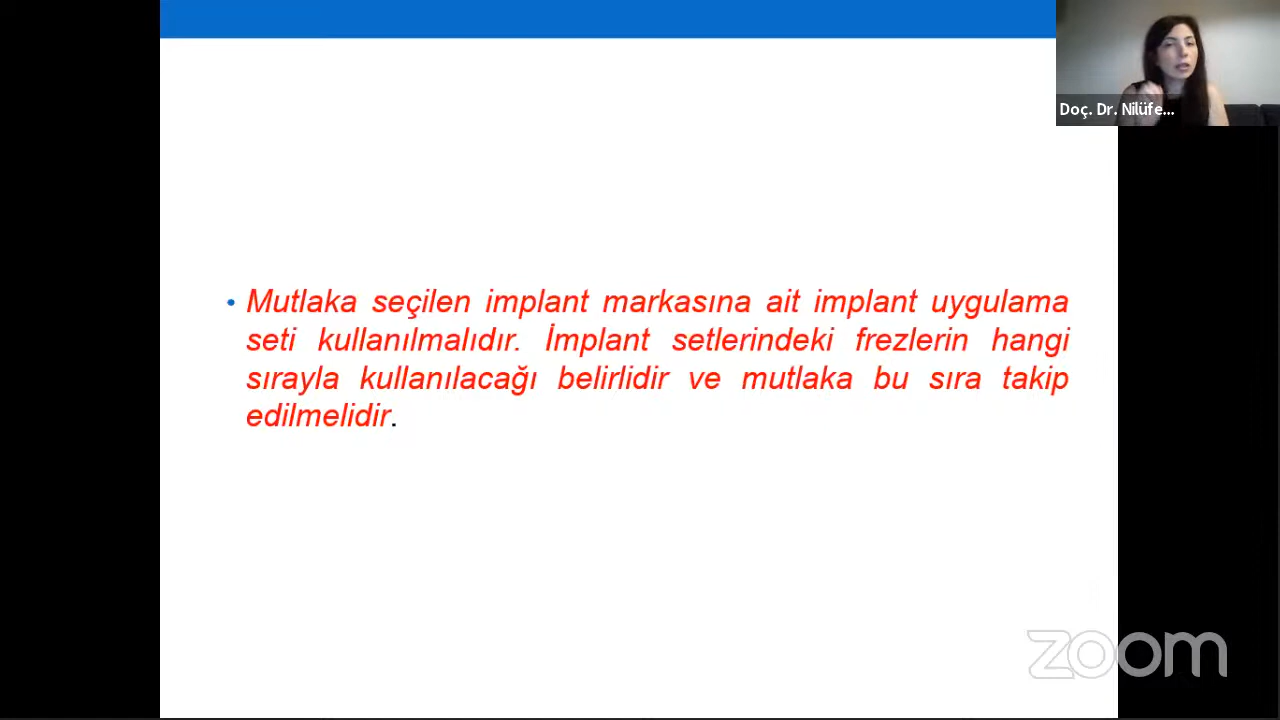 Doç. Dr. Nilüfe...
• Mutlaka seçilen implant markasına ait implant uygulama
seti kullanılmalıdır. İmplant setlerindeki frezlerin hangi
sırayla kullanılacağı belirlidir ve mutlaka bu sıra takip
edilmelidir.
zoom